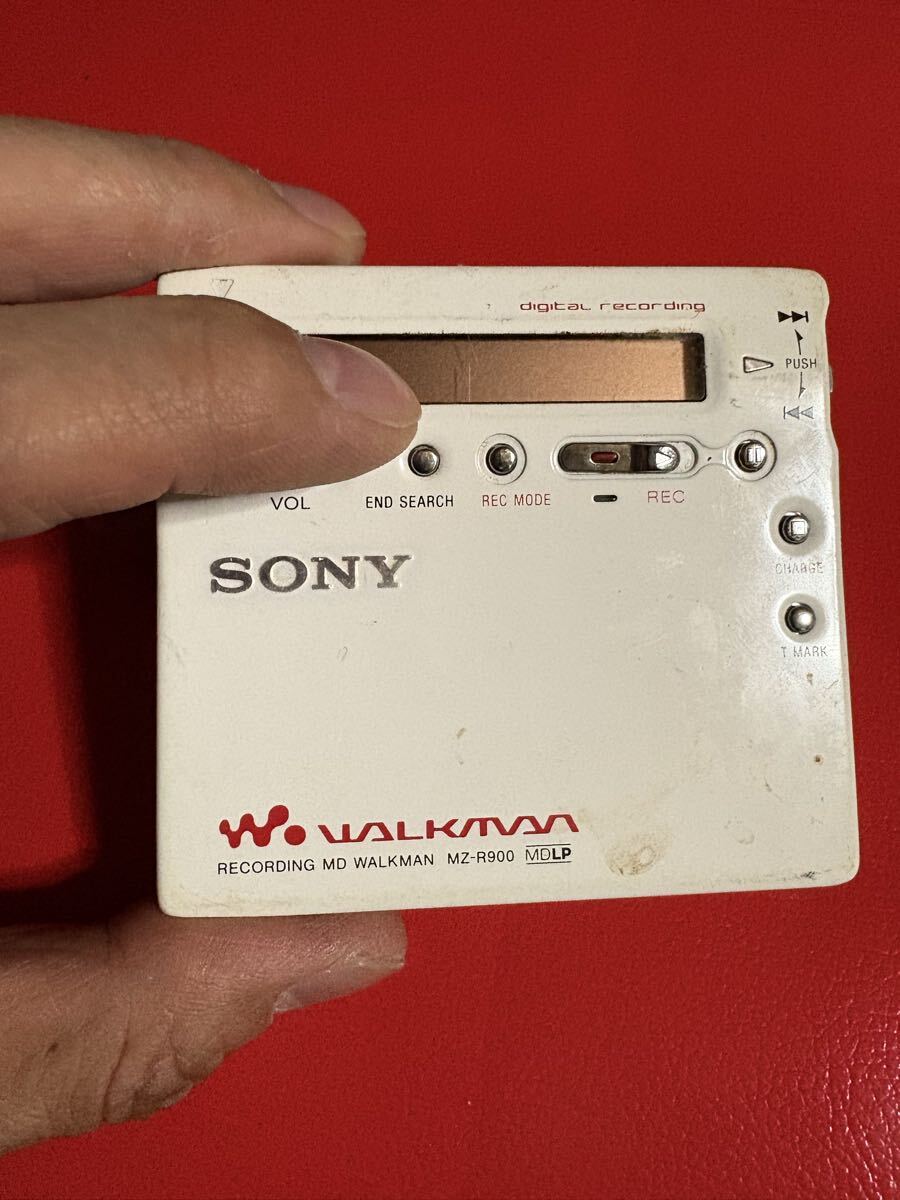 digital recording
PUSH
VOL
END SEARCH
REC MODE
REC
CHARGE
T MARK
SONY
WALKMAN
RECORDING MD WALKMAN MZ-R900 MDLP